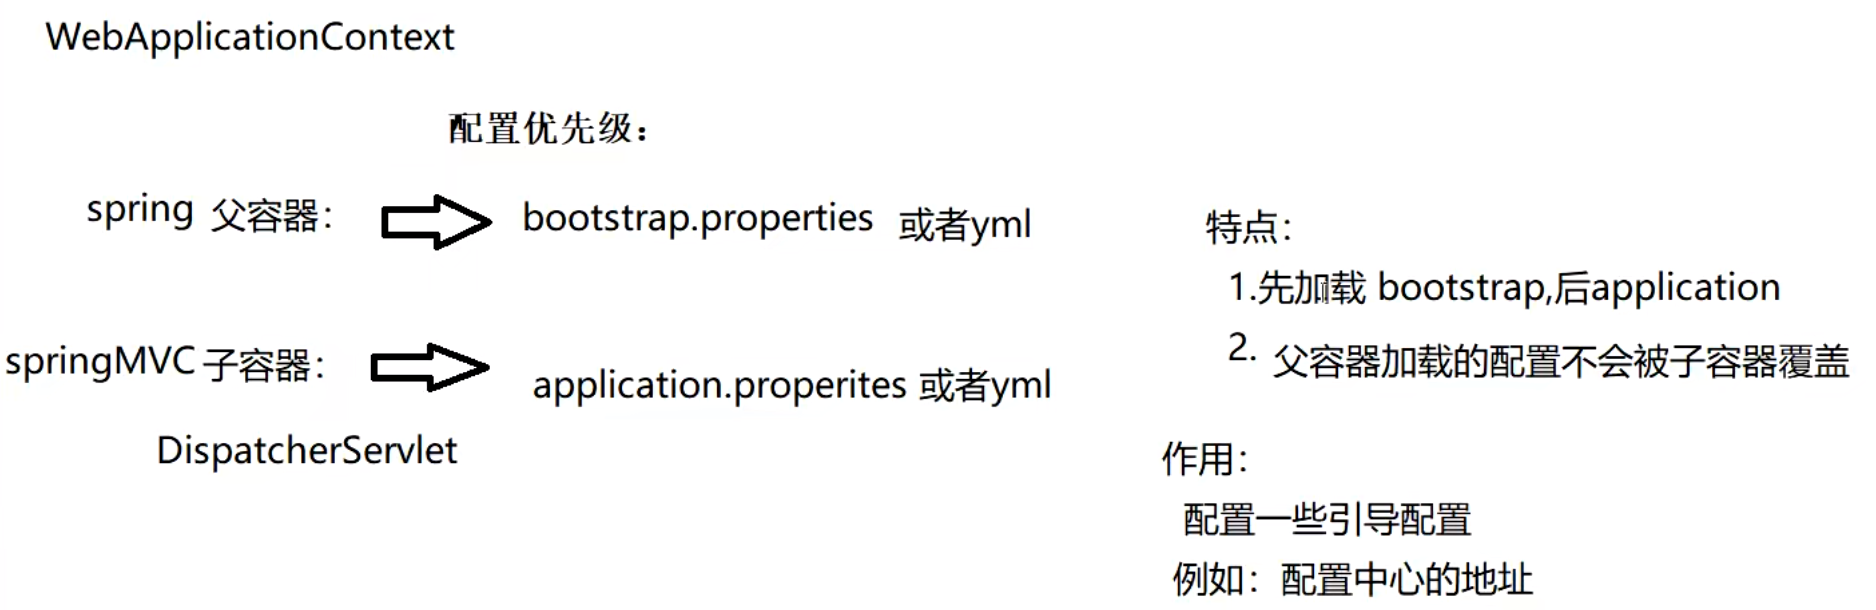 WebApplicationContext
配置优先级：
spring 父容器：
bootstrap.properties 或者yml
springMVC 子容器：
application.properites 或者yml
DispatcherServlet
特点：
1.先加载 bootstrap,后application
2. 父容器加载的配置不会被子容器覆盖
作用：
配置一些引导配置
例如：配置中心的地址